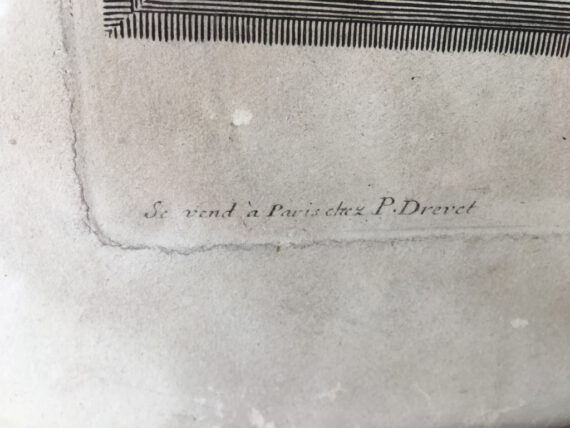 Se vend à Paris chez P. Drevet